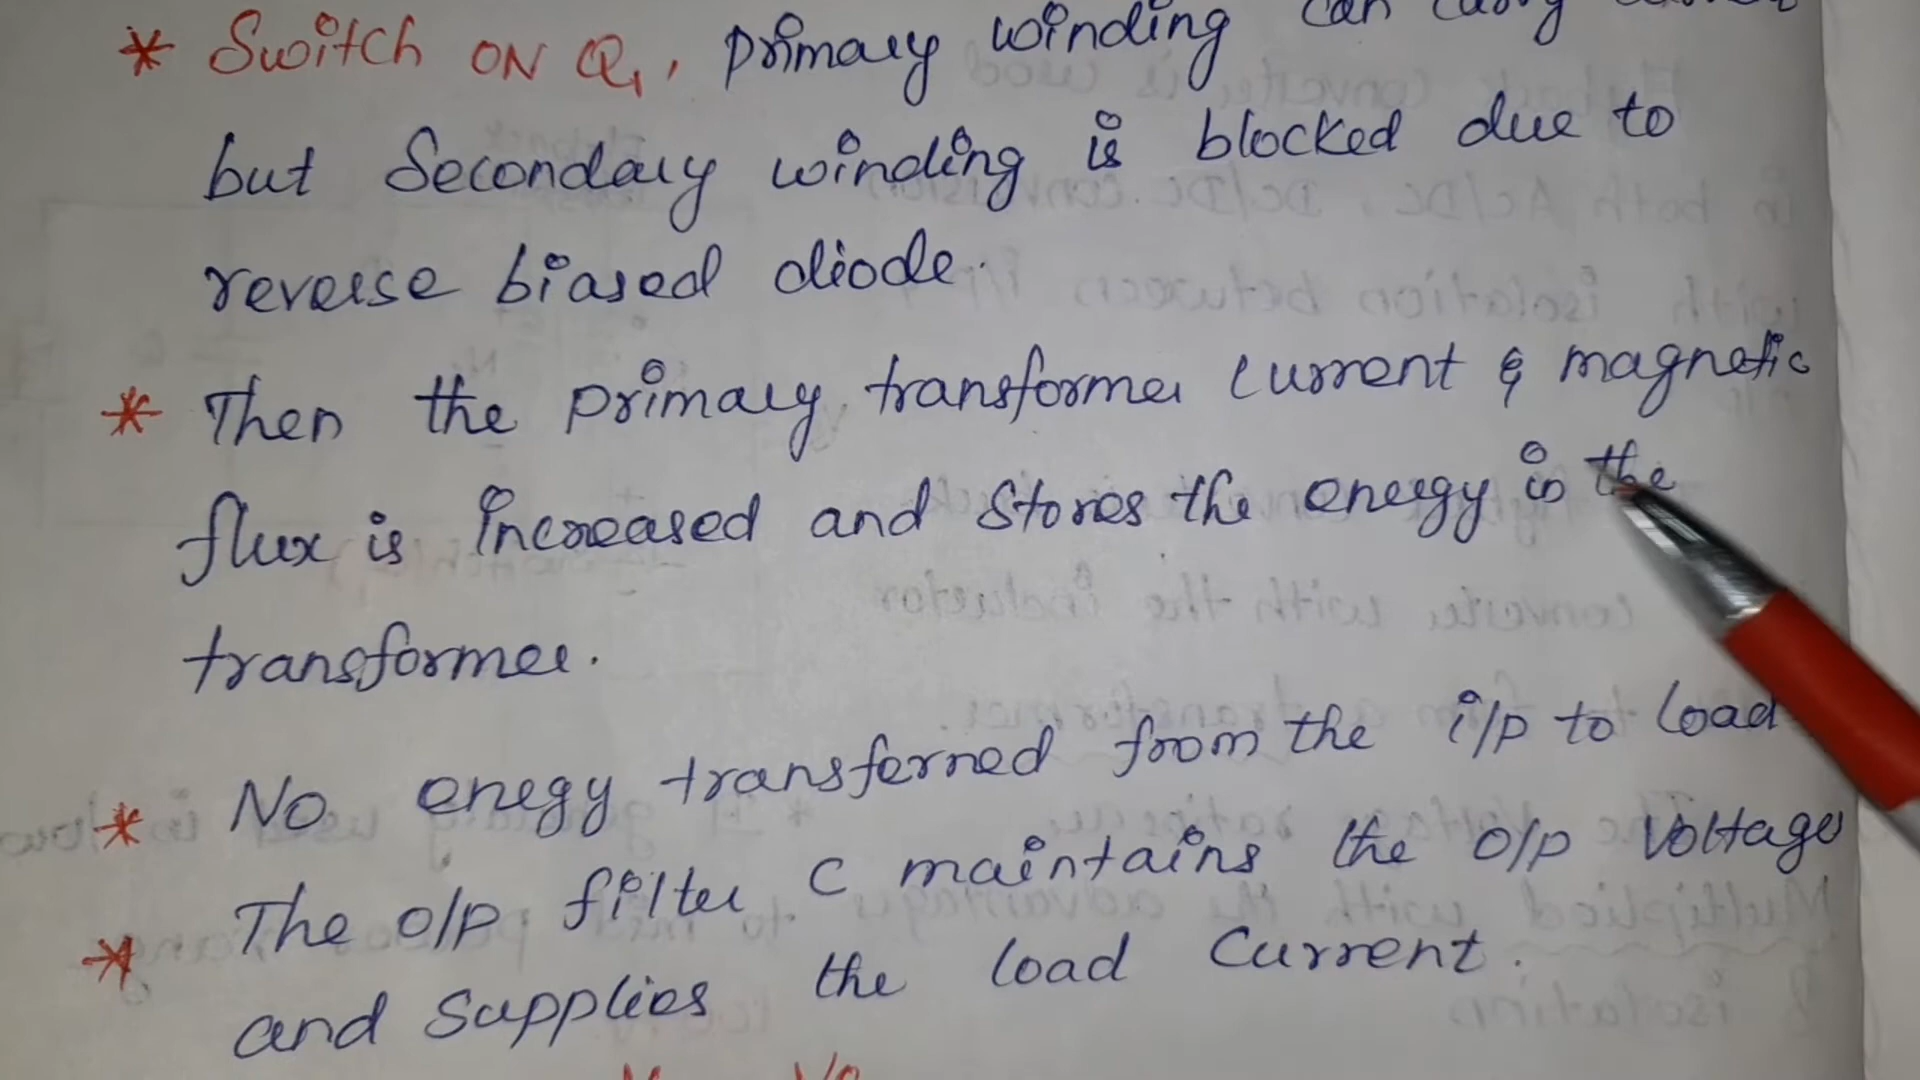 * Switch ON Q1, primary winding can carry
but Secondary winding is blocked due to
reverse biased diode.
* Then the primary transformer current & magnetic
flux is increased and stores the energy in the
transformer.
* No enegy transferred from the i/p to load
* The o/p filter C maintains the o/p voltage
and supplies the load current.